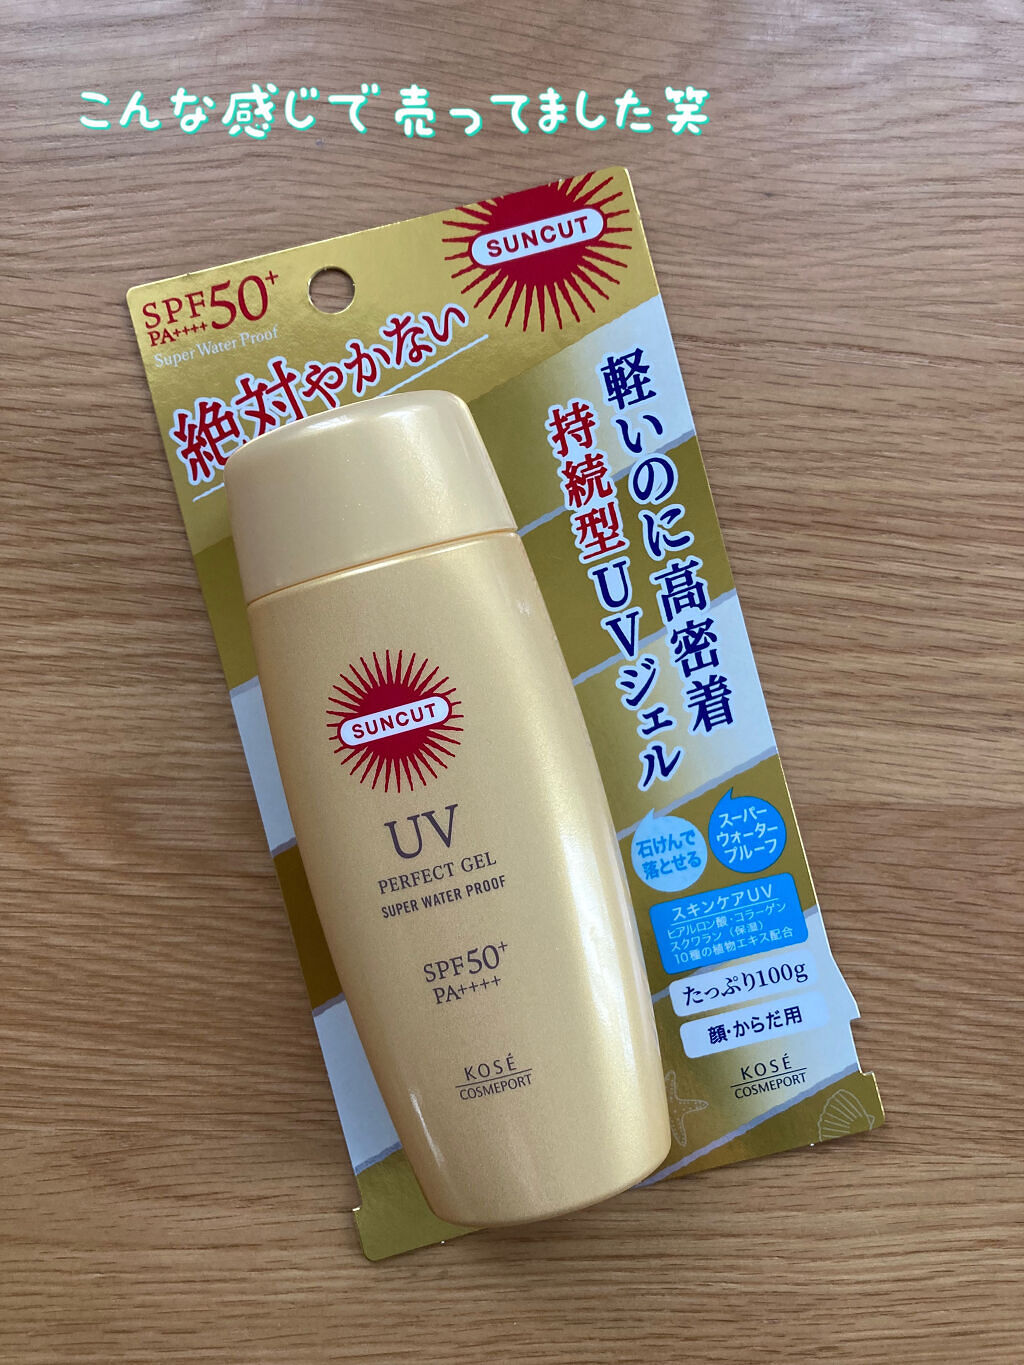 こんな感じで売ってました笑
SUNCUT
SPF50+
PA++++
Super Water Proof
絶対やかない
軽いのに高密着
持続型UVジェル
SUNCUT
UV
PERFECT GEL
SUPER WATER PROOF
SPF50+
PA++++
KOSÉ
COSMEPORT
石けんで
落とせる
スーパー
ウォーター
プルーフ
スキンケアUV
ヒアルロン酸・コラーゲン
スクワラン（保湿）
10種の植物エキス配合
たっぷり100g
顔・からだ用
KOSÉ
COSMEPORT